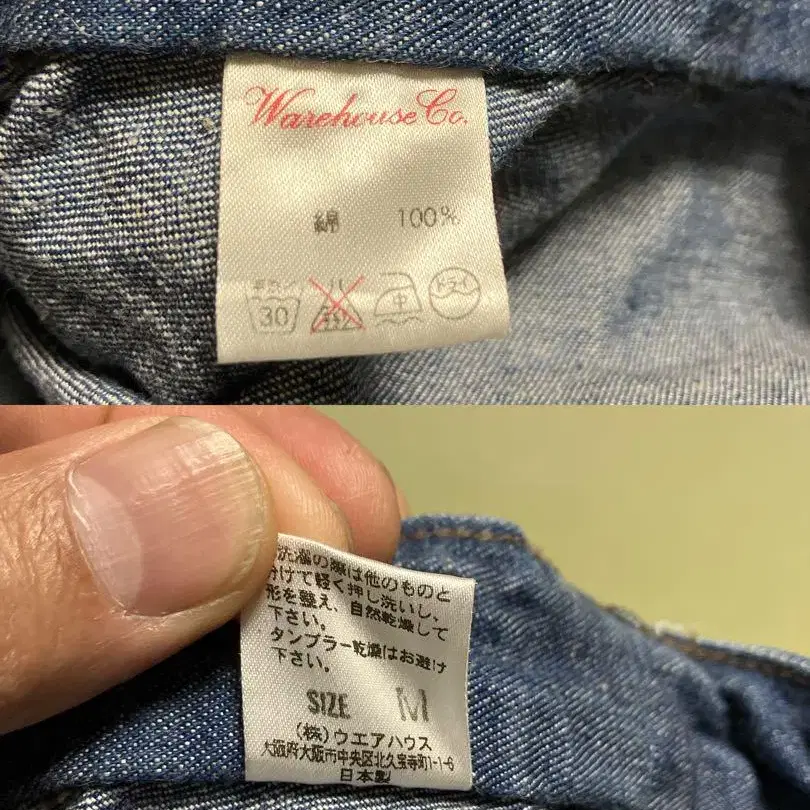 Warehouse Co.
綿 100%
30
中
ドライ
洗濯の際は他のものと
分けて軽く押し洗いし、
形を整え、自然乾燥して
下さい。
タンブラー乾燥はお避け
下さい。
SIZE M
(株)ウエアハウス
大阪府大阪市中央区北久宝寺町1-1-6
日本製